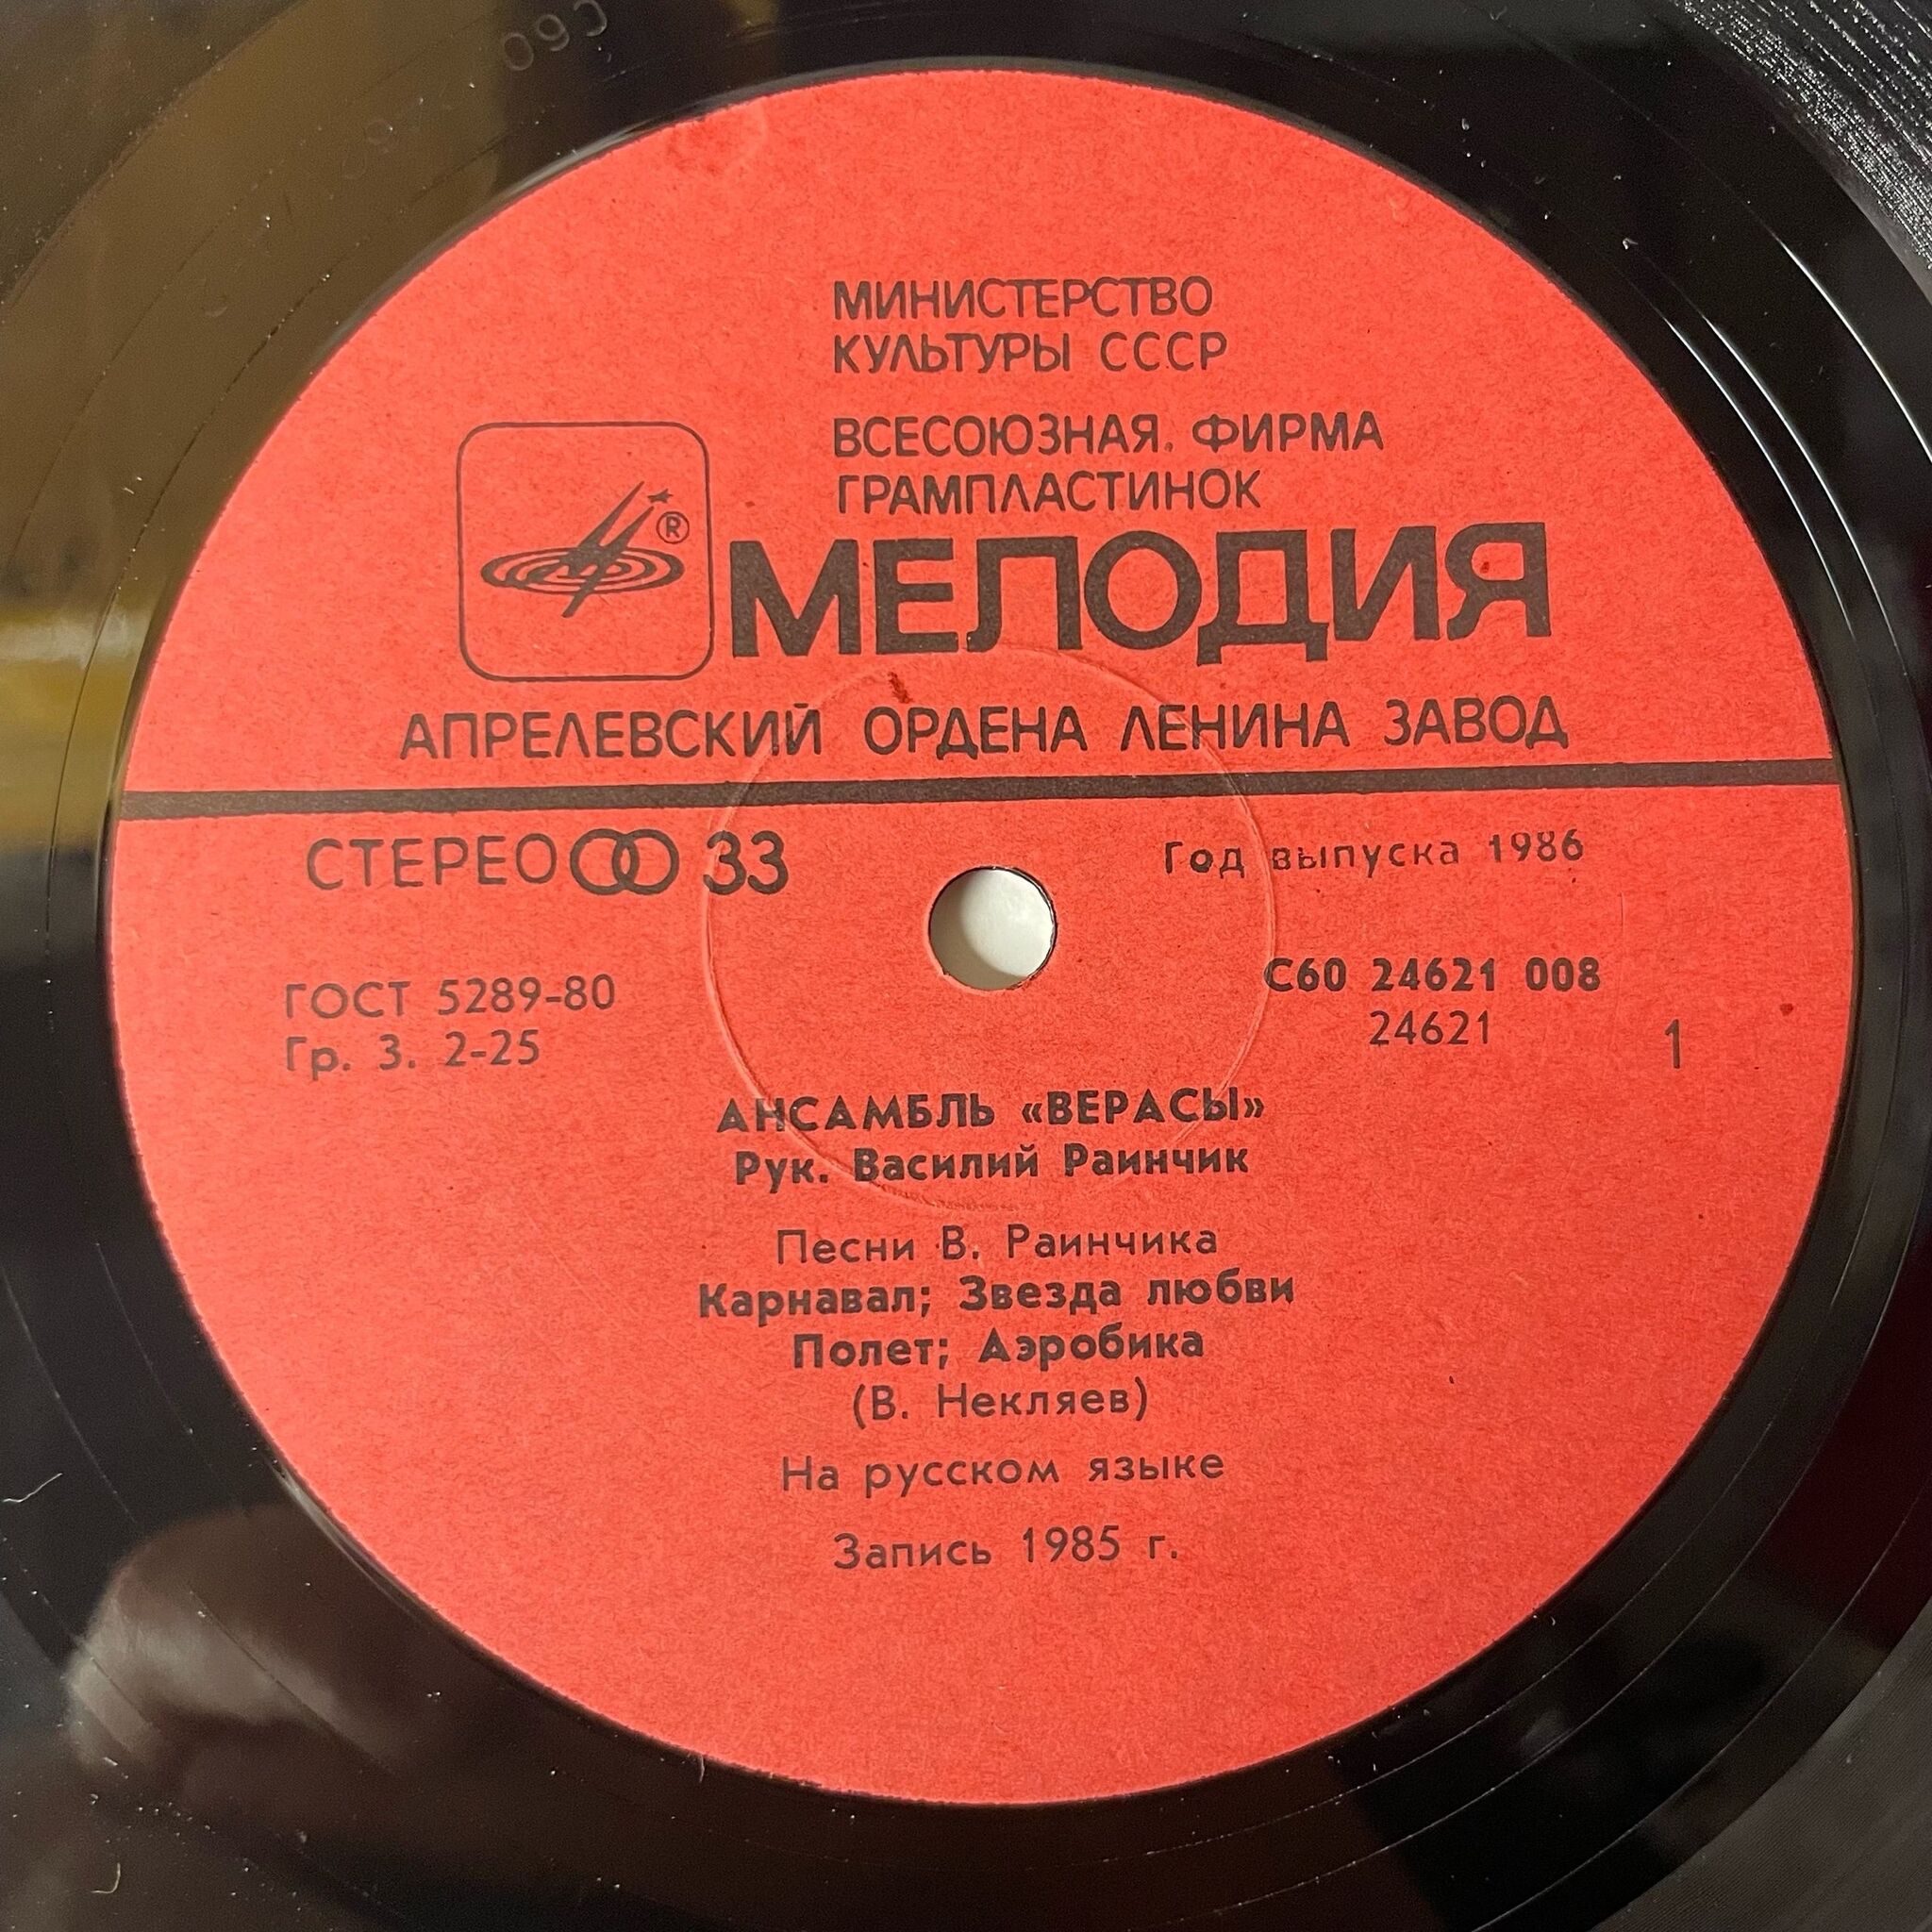 МИНИСТЕРСТВО
КУЛЬТУРЫ СССР
ВСЕСОЮЗНАЯ. ФИРМА
ГРАМПЛАСТИНОК
®
МЕЛОДИЯ
АПРЕЛЕВСКИЙ ОРДЕНА ЛЕНИНА ЗАВОД
СТЕРЕО 33
Год выпуска 1986
ГОСТ 5289-80
Гр. 3. 2-25
С60 24621 008
24621
1
АНСАМБЛЬ «ВЕРАСЫ»
Рук. Василий Раинчик
Песни В. Раинчика
Карнавал; Звезда любви
Полет; Аэробика
(В. Некляев)
На русском языке
Запись 1985 г.